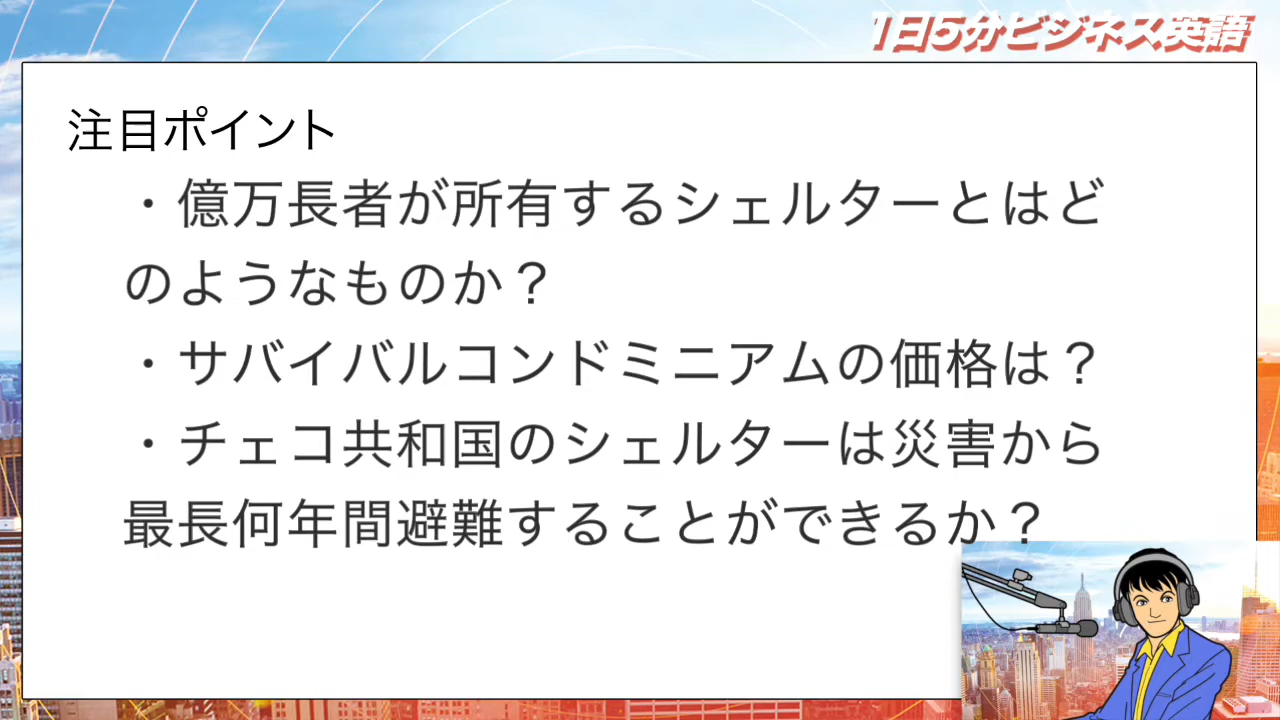 1日5分ビジネス英語
注目ポイント
・億万長者が所有するシェルターとはど
のようなものか？
・サバイバルコンドミニアムの価格は？
・チェコ共和国のシェルターは災害から
最長何年間避難することができるか？